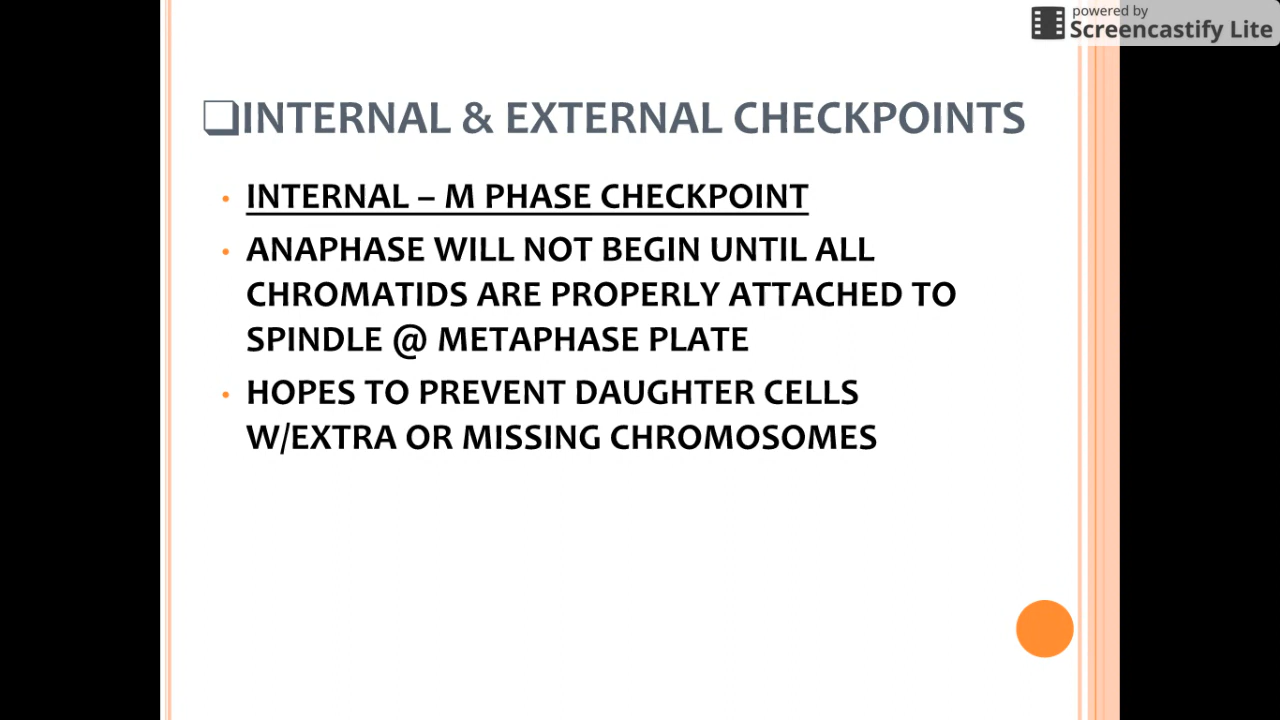 powered by
Screencastify Lite
❑INTERNAL & EXTERNAL CHECKPOINTS
• INTERNAL – M PHASE CHECKPOINT
• ANAPHASE WILL NOT BEGIN UNTIL ALL
CHROMATIDS ARE PROPERLY ATTACHED TO
SPINDLE @ METAPHASE PLATE
• HOPES TO PREVENT DAUGHTER CELLS
W/EXTRA OR MISSING CHROMOSOMES